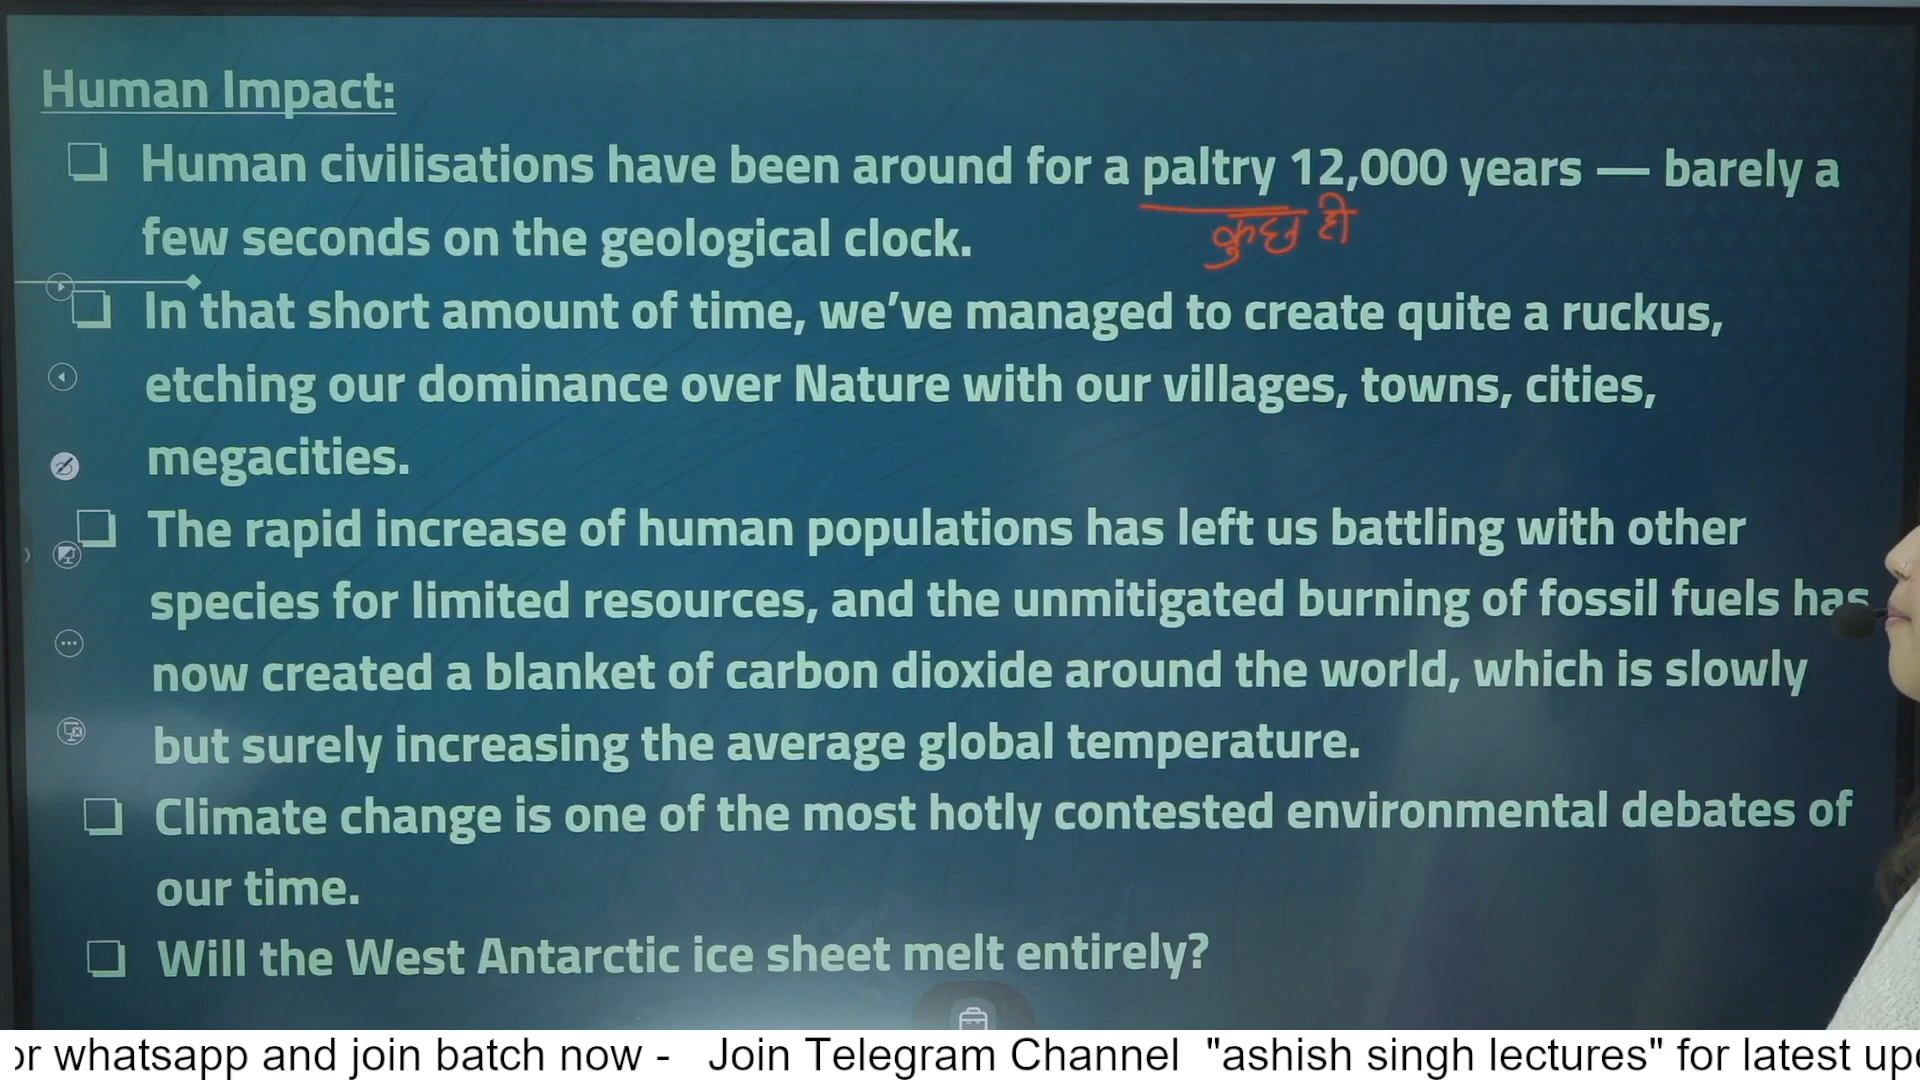 Human Impact:
Human civilisations have been around for a paltry 12,000 years — barely a
कुछ ही
few seconds on the geological clock.
In that short amount of time, we’ve managed to create quite a ruckus,
etching our dominance over Nature with our villages, towns, cities,
megacities.
The rapid increase of human populations has left us battling with other
species for limited resources, and the unmitigated burning of fossil fuels has
now created a blanket of carbon dioxide around the world, which is slowly
but surely increasing the average global temperature.
Climate change is one of the most hotly contested environmental debates of
our time.
Will the West Antarctic ice sheet melt entirely?
or whatsapp and join batch now - Join Telegram Channel "ashish singh lectures" for latest